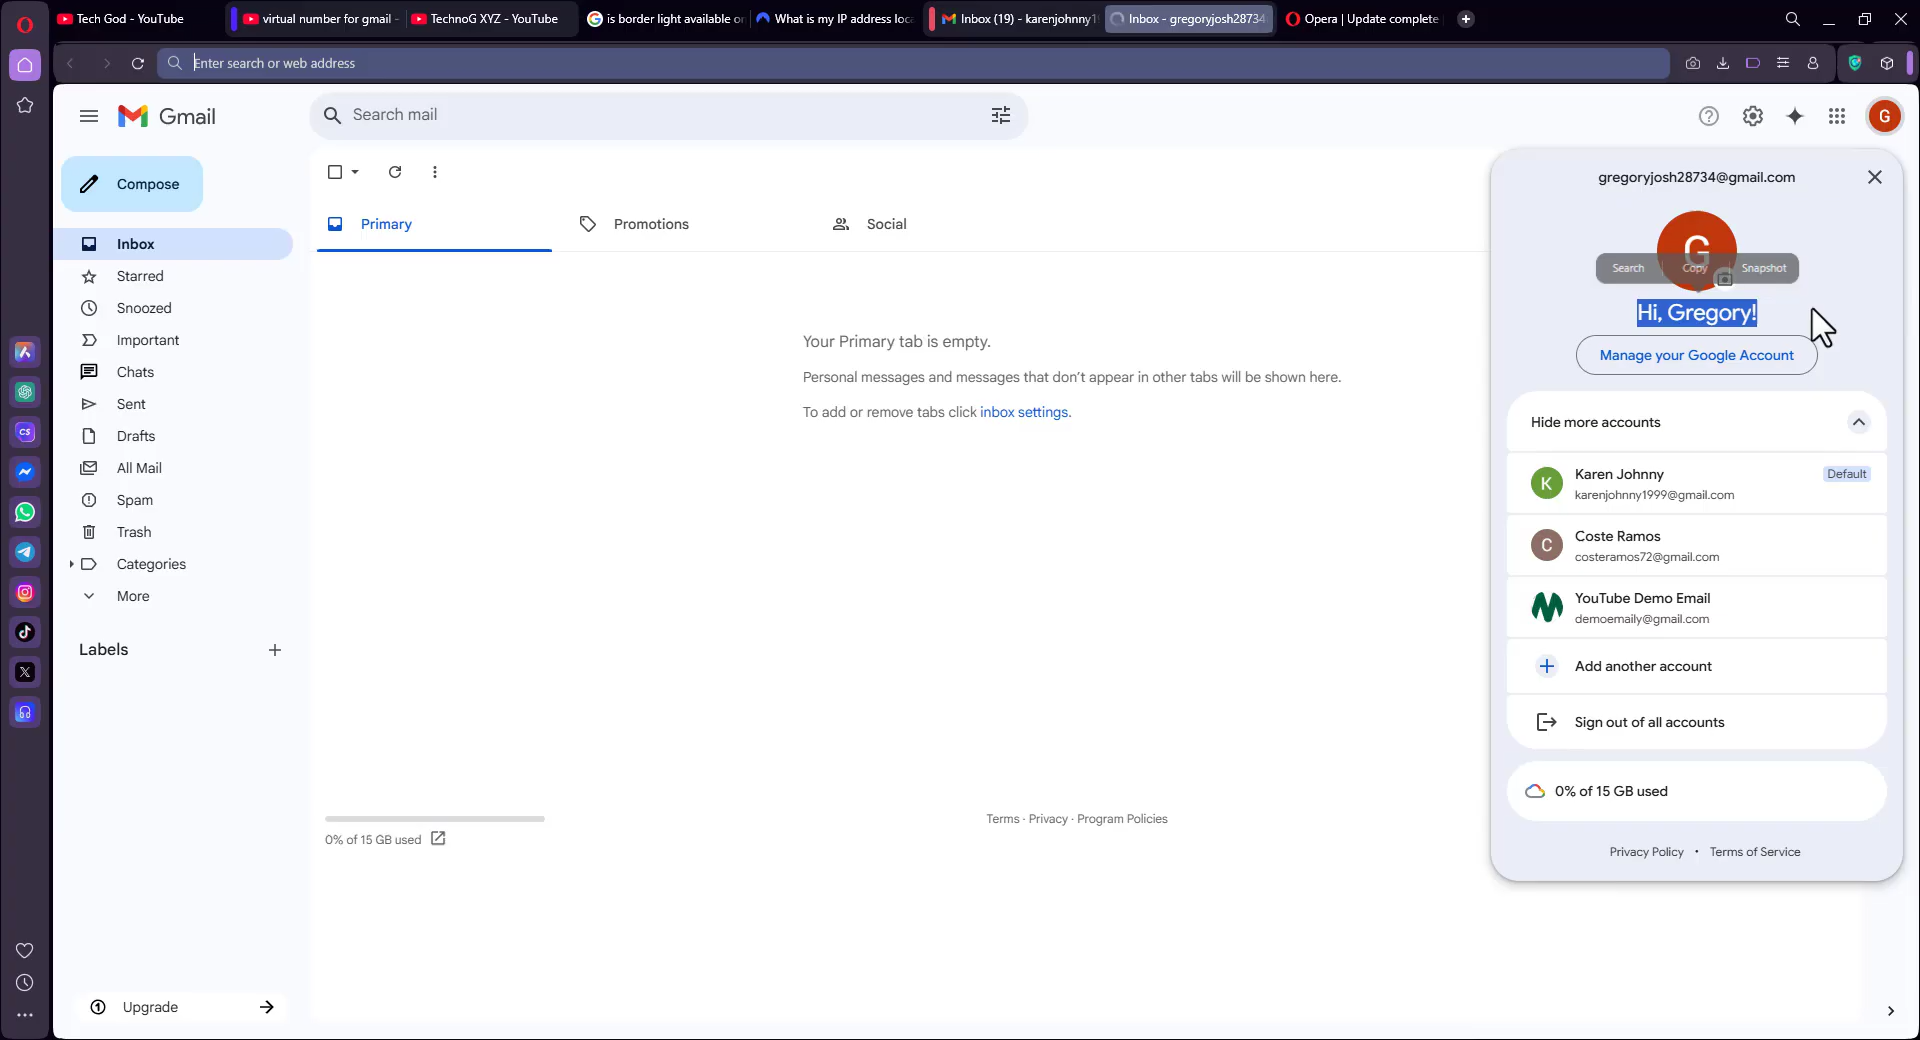 Tech God - YouTube
virtual number for gmail -
TechnoG XYZ - YouTube
is border light available o
What is my IP address loc
Inbox (19) - karenjohnny1
Inbox - gregoryjosh28734
Opera | Update complete
Enter search or web address
Gmail
Search mail
G
Compose
gregoryjosh28734@gmail.com
Primary
Promotions
Social
Inbox
G
Search
Copy
Snapshot
Starred
Hi, Gregory!
Snoozed
Your Primary tab is empty.
Important
Manage your Google Account
Personal messages and messages that don't appear in other tabs will be shown here.
Chats
To add or remove tabs click inbox settings.
Sent
Hide more accounts
Drafts
CS
All Mail
K
Karen Johnny
Default
karenjohnny1999@gmail.com
Spam
Trash
C
Coste Ramos
costeramos72@gmail.com
Categories
More
YouTube Demo Email
demoemaily@gmail.com
Labels
Add another account
Sign out of all accounts
0% of 15 GB used
Terms · Privacy · Program Policies
0% of 15 GB used
Privacy Policy • Terms of Service
Upgrade